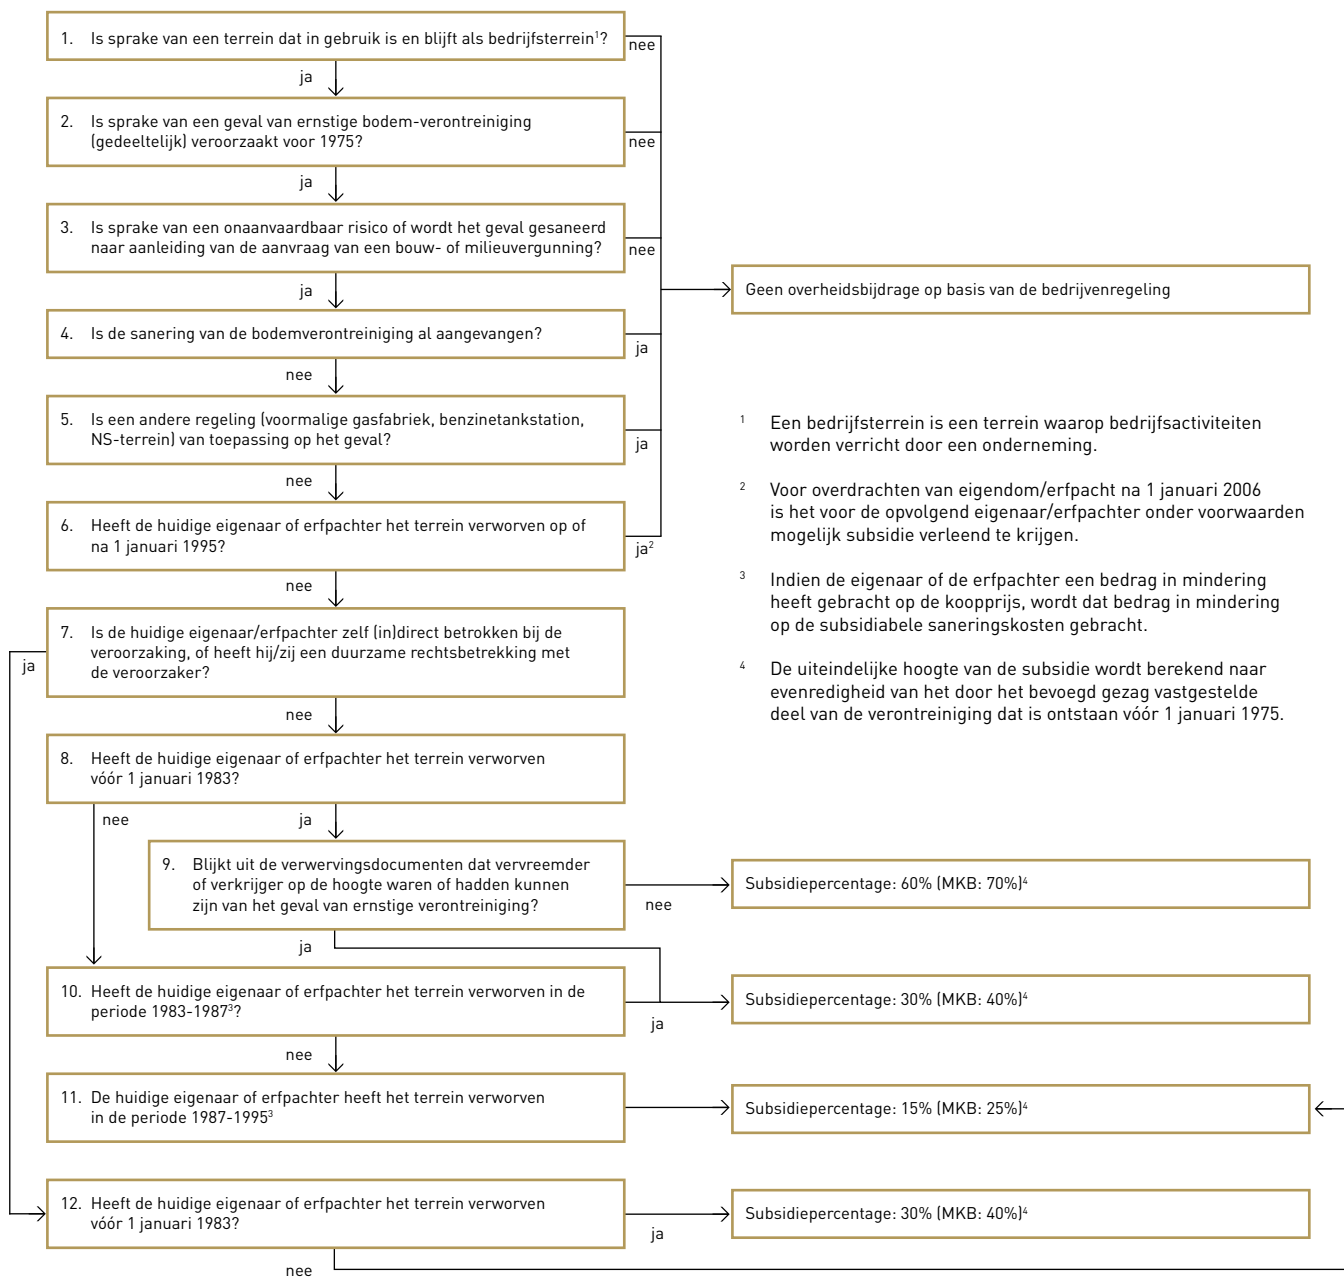 1. Is sprake van een terrein dat in gebruik is en blijft als bedrijfsterrein¹?
nee
ja
2. Is sprake van een geval van ernstige bodem-verontreiniging
(gedeeltelijk) veroorzaakt voor 1975?
nee
ja
3. Is sprake van een onaanvaardbaar risico of wordt het geval gesaneerd
naar aanleiding van de aanvraag van een bouw- of milieuvergunning?
nee
ja
Geen overheidsbijdrage op basis van de bedrijvenregeling
4. Is de sanering van de bodemverontreiniging al aangevangen?
ja
nee
5. Is een andere regeling (voormalige gasfabriek, benzinetankstation,
NS-terrein) van toepassing op het geval?
ja
nee
6. Heeft de huidige eigenaar of erfpachter het terrein verworven op of
na 1 januari 1995?
ja²
nee
7. Is de huidige eigenaar/erfpachter zelf (in)direct betrokken bij de
veroorzaking, of heeft hij/zij een duurzame rechtsbetrekking met
de veroorzaker?
ja
nee
¹ Een bedrijfsterrein is een terrein waarop bedrijfsactiviteiten
worden verricht door een onderneming.
² Voor overdrachten van eigendom/erfpacht na 1 januari 2006
is het voor de opvolgend eigenaar/erfpachter onder voorwaarden
mogelijk subsidie verleend te krijgen.
³ Indien de eigenaar of de erfpachter een bedrag in mindering
heeft gebracht op de koopprijs, wordt dat bedrag in mindering
op de subsidiabele saneringskosten gebracht.
⁴ De uiteindelijke hoogte van de subsidie wordt berekend naar
evenredigheid van het door het bevoegd gezag vastgestelde
deel van de verontreiniging dat is ontstaan vóór 1 januari 1975.
8. Heeft de huidige eigenaar of erfpachter het terrein verworven
vóór 1 januari 1983?
nee
ja
9. Blijkt uit de verwervingsdocumenten dat vervreemder
of verkrijger op de hoogte waren of hadden kunnen
zijn van het geval van ernstige verontreiniging?
nee
Subsidiepercentage: 60% (MKB: 70%)⁴
ja
10. Heeft de huidige eigenaar of erfpachter het terrein verworven in de
periode 1983-1987³?
ja
Subsidiepercentage: 30% (MKB: 40%)⁴
nee
11. De huidige eigenaar of erfpachter heeft het terrein verworven
in de periode 1987-1995³
Subsidiepercentage: 15% (MKB: 25%)⁴
12. Heeft de huidige eigenaar of erfpachter het terrein verworven
vóór 1 januari 1983?
ja
Subsidiepercentage: 30% (MKB: 40%)⁴
nee